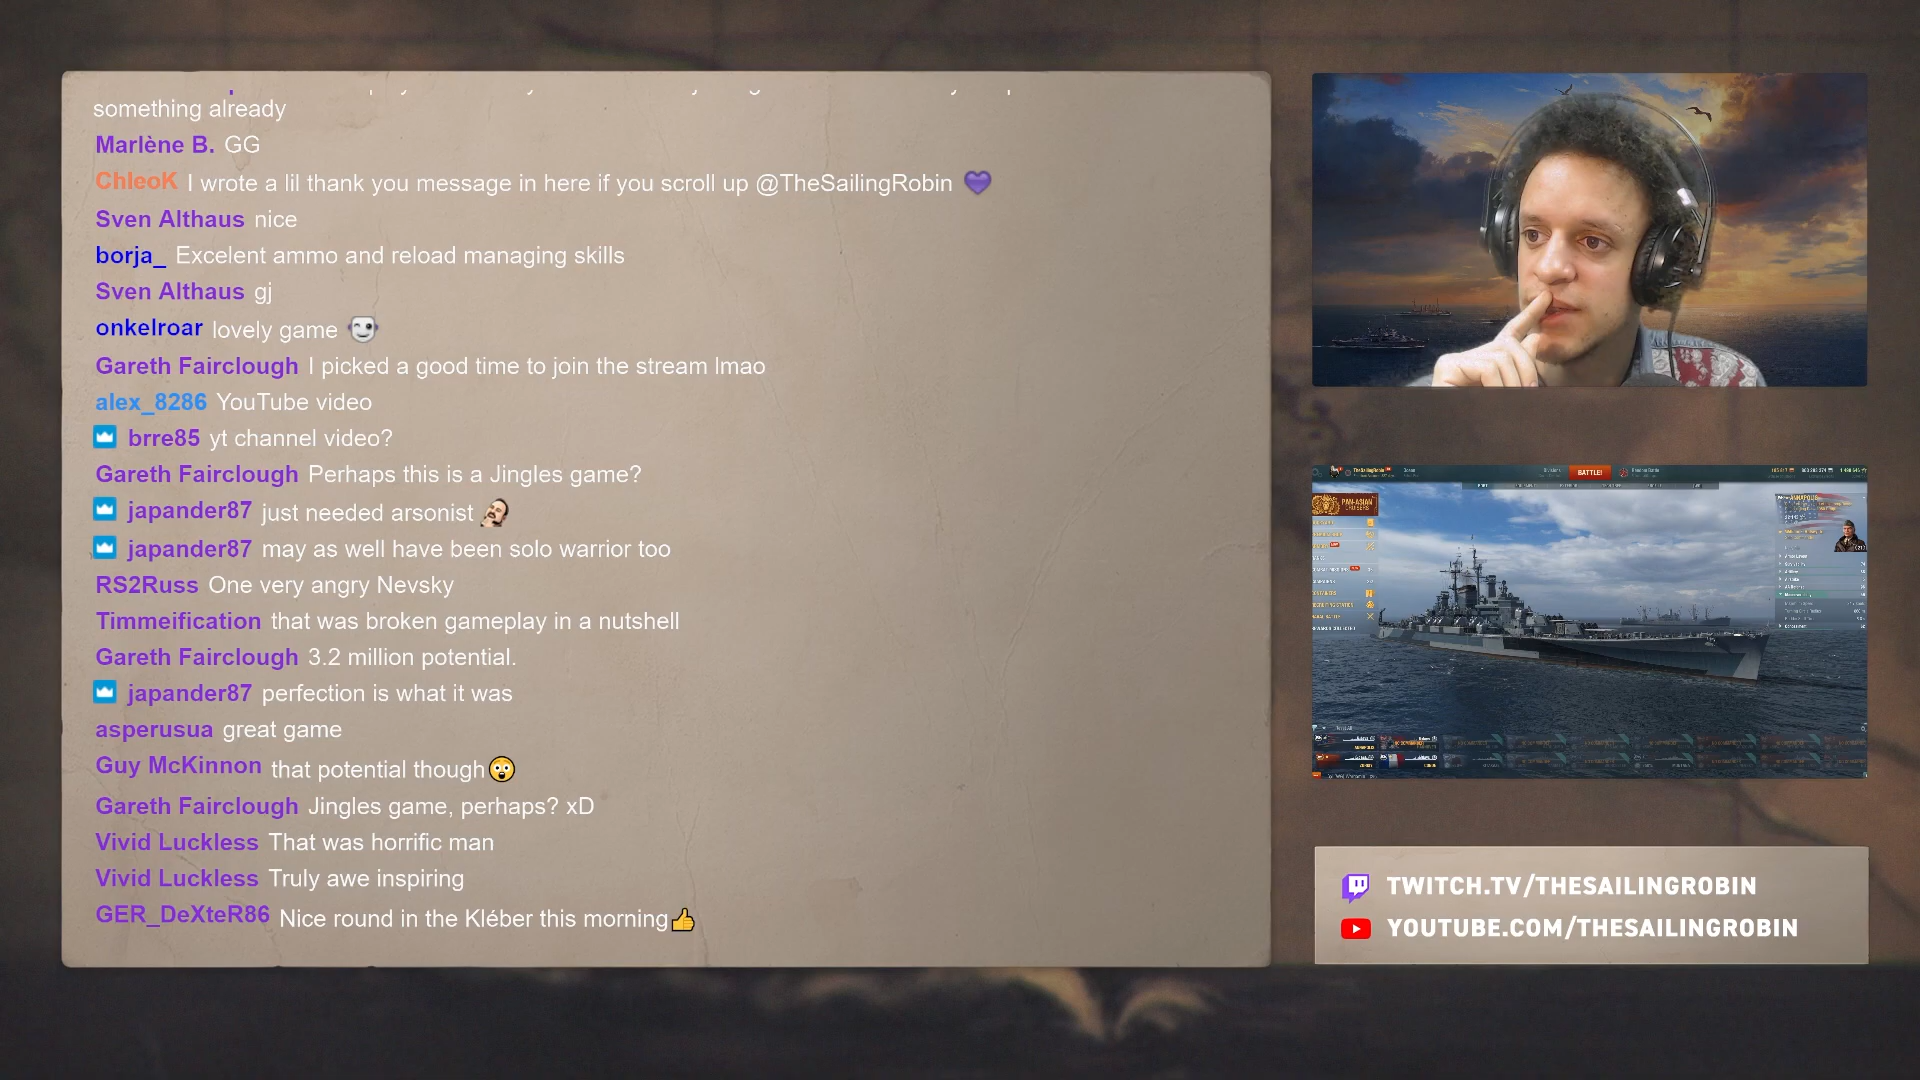 something already
Marlène B. GG
ChleoK I wrote a lil thank you message in here if you scroll up @TheSailingRobin 💜
Sven Althaus nice
borja_ Excelent ammo and reload managing skills
Sven Althaus gj
onkelroar lovely game
Gareth Fairclough I picked a good time to join the stream lmao
alex_8286 YouTube video
brre85 yt channel video?
Gareth Fairclough Perhaps this is a Jingles game?
japander87 just needed arsonist
japander87 may as well have been solo warrior too
RS2Russ One very angry Nevsky
Timmeification that was broken gameplay in a nutshell
Gareth Fairclough 3.2 million potential.
japander87 perfection is what it was
asperusua great game
Guy McKinnon that potential though😲
Gareth Fairclough Jingles game, perhaps? xD
Vivid Luckless That was horrific man
Vivid Luckless Truly awe inspiring
GER_DeXteR86 Nice round in the Kléber this morning👍
TheSailingRobin
BATTLE!
PAN-ASIAN
CRUISERS
ANNAPOLIS
TWITCH.TV/THESAILINGROBIN
YOUTUBE.COM/THESAILINGROBIN